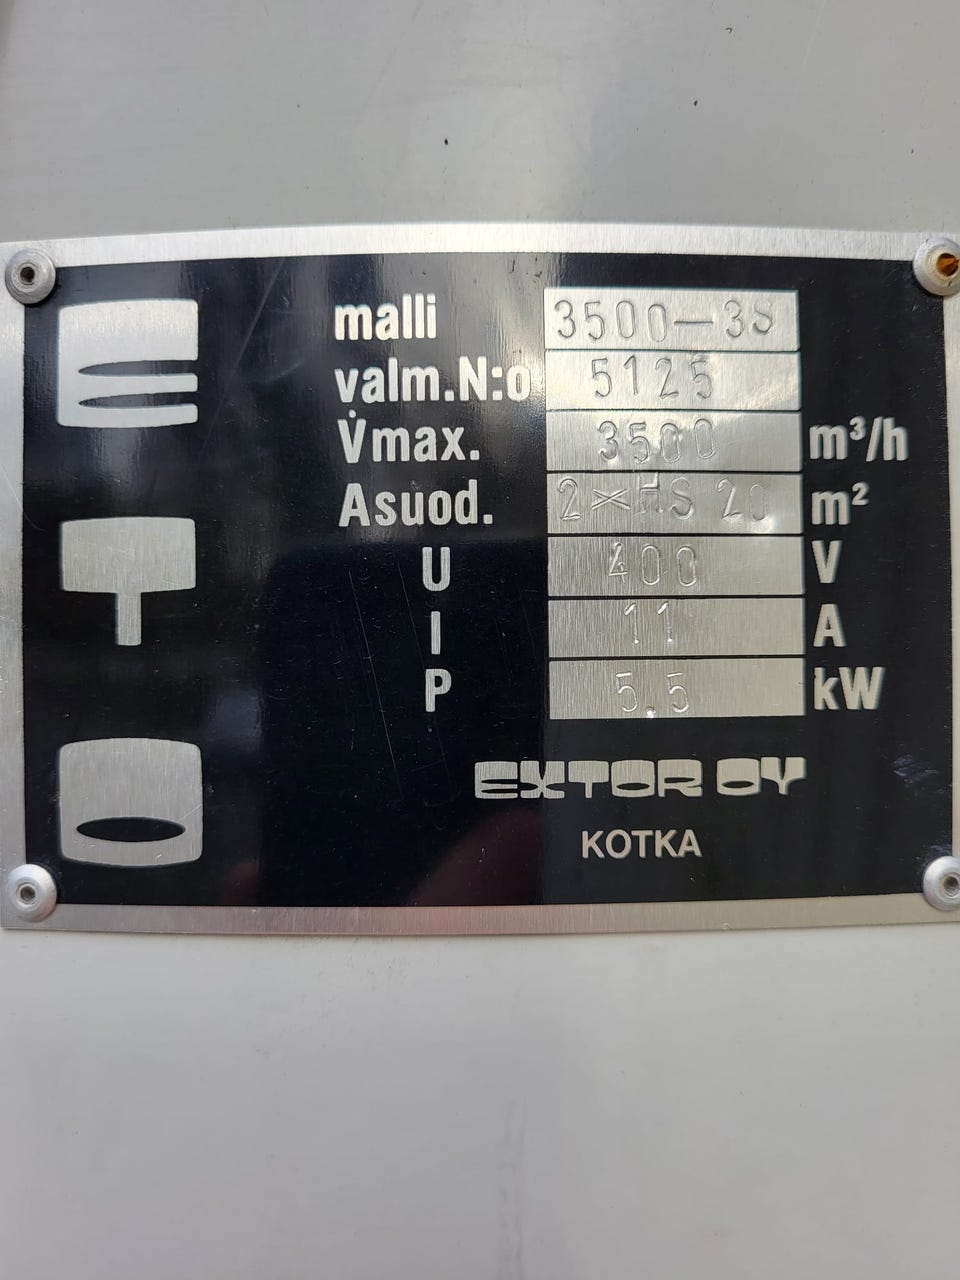 E
T
O
malli 3500-3S
valm.N:o 5125
V̇max. 3500 m³/h
Asuod. 2×HS 20 m²
U 400 V
I 11 A
P 5.5 kW
EXTOR OY
KOTKA